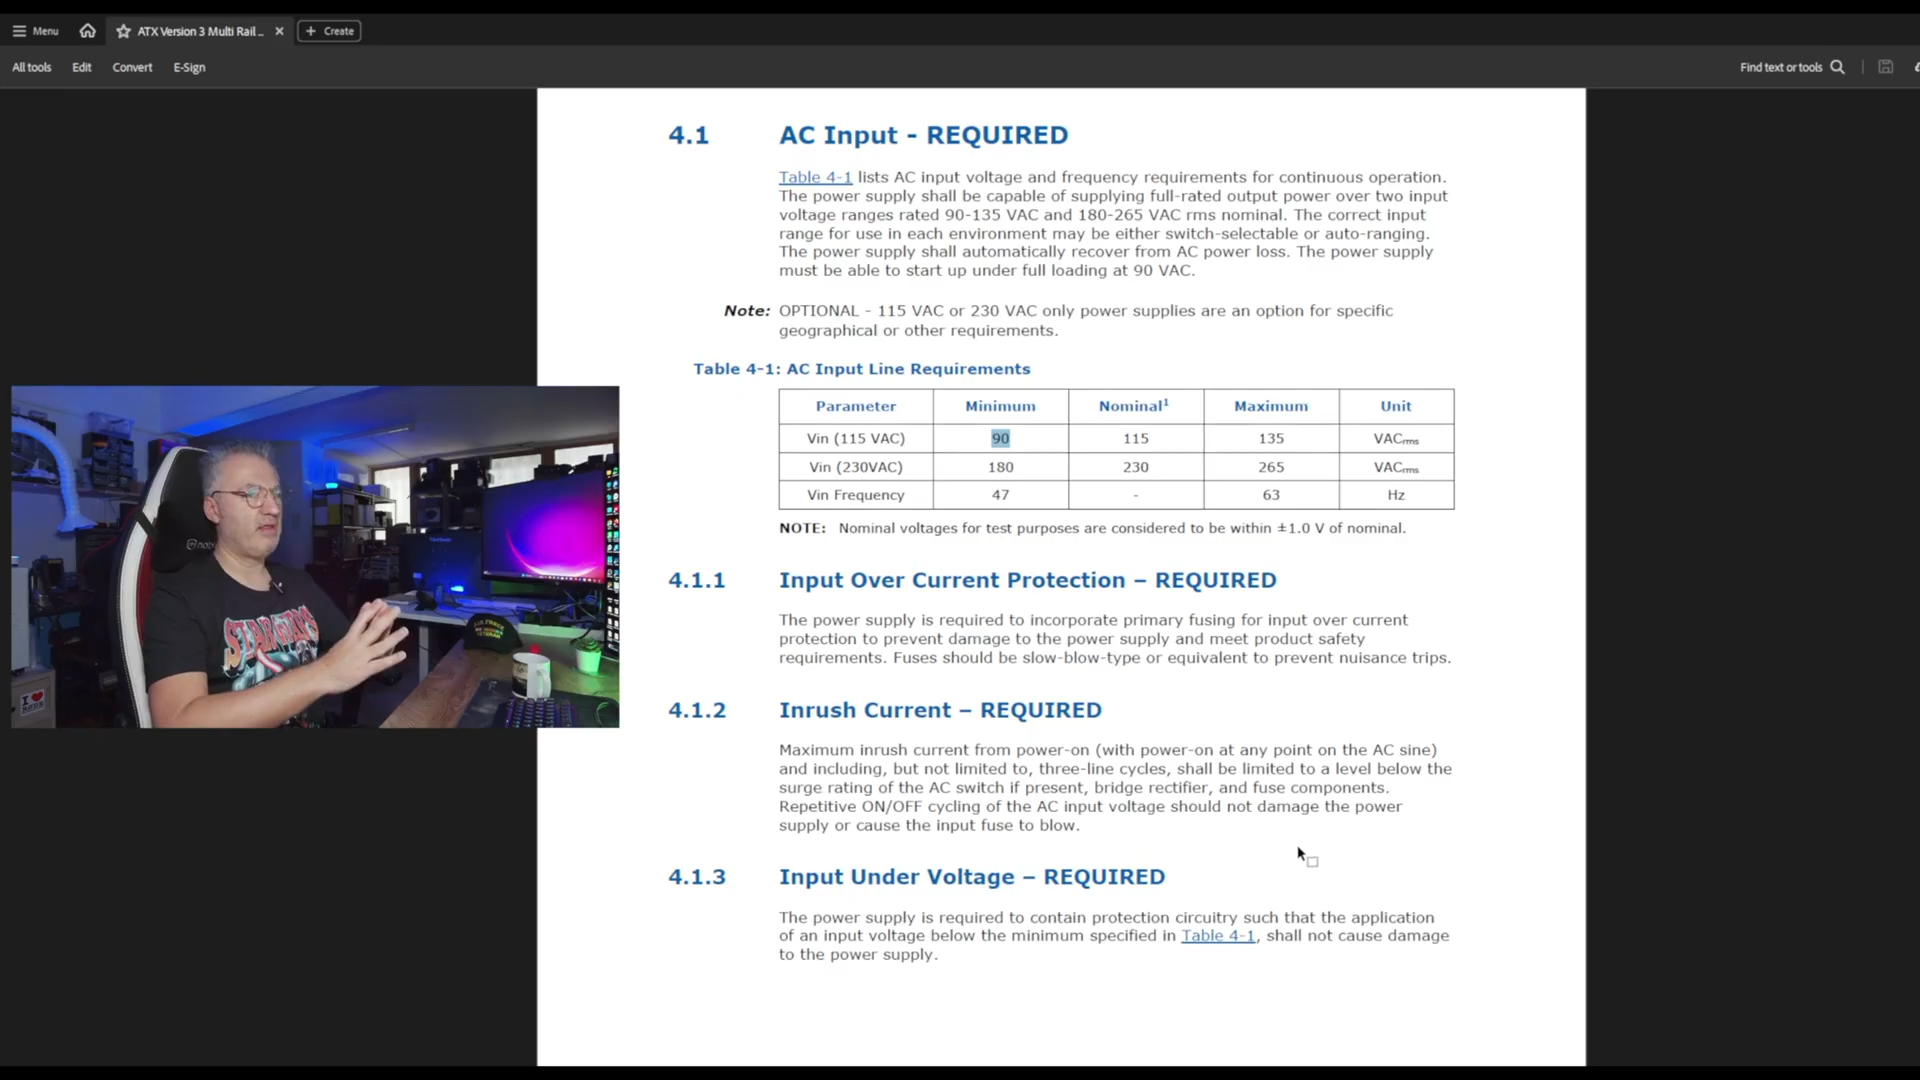 Menu
ATX Version 3 Multi Rail ...
Create
All tools
Edit
Convert
E-Sign
Find text or tools
4.1 AC Input - REQUIRED
Table 4-1 lists AC input voltage and frequency requirements for continuous operation.
The power supply shall be capable of supplying full-rated output power over two input
voltage ranges rated 90-135 VAC and 180-265 VAC rms nominal. The correct input
range for use in each environment may be either switch-selectable or auto-ranging.
The power supply shall automatically recover from AC power loss. The power supply
must be able to start up under full loading at 90 VAC.
Note: OPTIONAL - 115 VAC or 230 VAC only power supplies are an option for specific
geographical or other requirements.
Table 4-1: AC Input Line Requirements
Parameter Minimum Nominal¹ Maximum Unit
Vin (115 VAC) 90 115 135 VACrms
Vin (230VAC) 180 230 265 VACrms
Vin Frequency 47 - 63 Hz
NOTE: Nominal voltages for test purposes are considered to be within ±1.0 V of nominal.
4.1.1 Input Over Current Protection – REQUIRED
The power supply is required to incorporate primary fusing for input over current
protection to prevent damage to the power supply and meet product safety
requirements. Fuses should be slow-blow-type or equivalent to prevent nuisance trips.
4.1.2 Inrush Current – REQUIRED
Maximum inrush current from power-on (with power-on at any point on the AC sine)
and including, but not limited to, three-line cycles, shall be limited to a level below the
surge rating of the AC switch if present, bridge rectifier, and fuse components.
Repetitive ON/OFF cycling of the AC input voltage should not damage the power
supply or cause the input fuse to blow.
4.1.3 Input Under Voltage – REQUIRED
The power supply is required to contain protection circuitry such that the application
of an input voltage below the minimum specified in Table 4-1, shall not cause damage
to the power supply.
I ♥